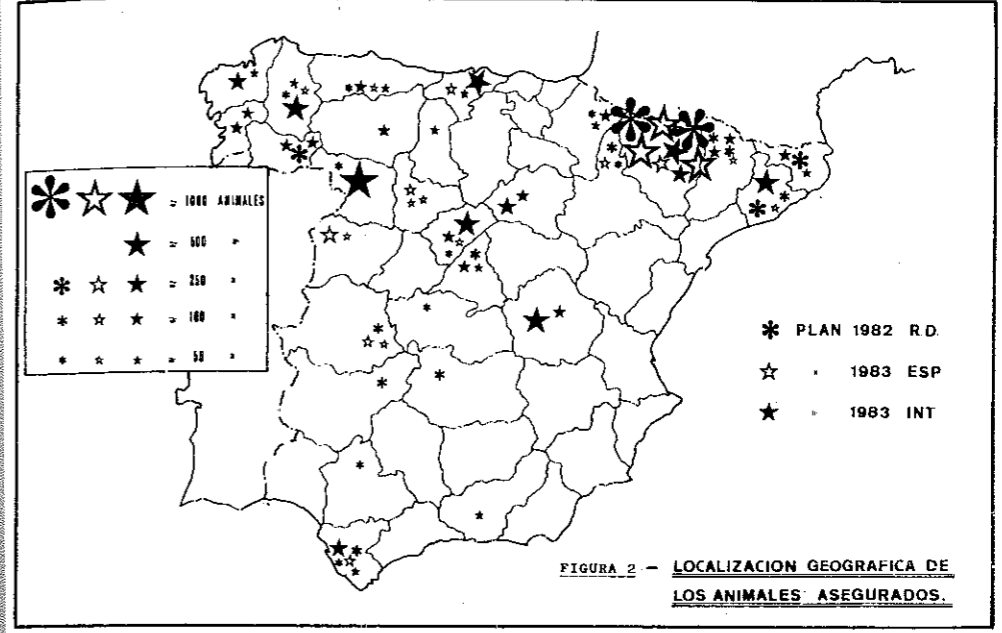 = 1000 ANIMALES
= 500 "
= 250 "
= 100 "
= 50 "
PLAN 1982 R.D.
" 1983 ESP
" 1983 INT
FIGURA 2 - LOCALIZACION GEOGRAFICA DE
LOS ANIMALES ASEGURADOS.